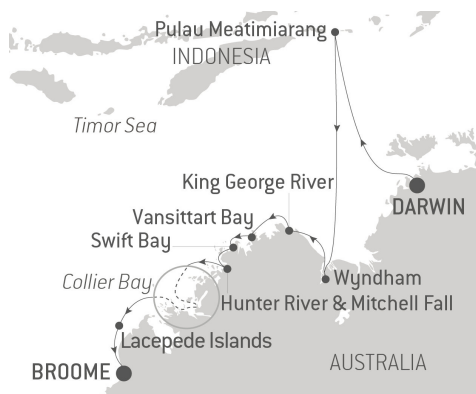 Pulau Meatimiarang
INDONESIA
Timor Sea
King George River
DARWIN
Vansittart Bay
Swift Bay
Collier Bay
Wyndham
Hunter River & Mitchell Fall
Lacepede Islands
AUSTRALIA
BROOME